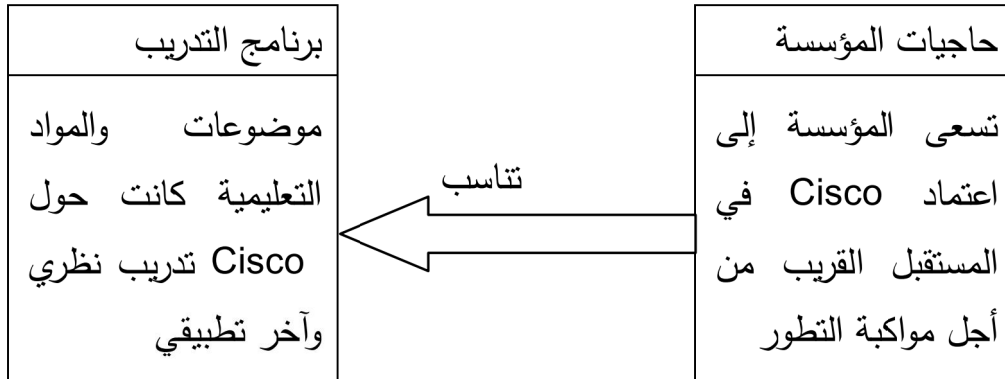 حاجيات المؤسسة
تسعى المؤسسة إلى
اعتماد Cisco في
المستقبل القريب من
أجل مواكبة التطور
تناسب
برنامج التدريب
موضوعات والمواد
التعليمية كانت حول
Cisco تدريب نظري
وآخر تطبيقي